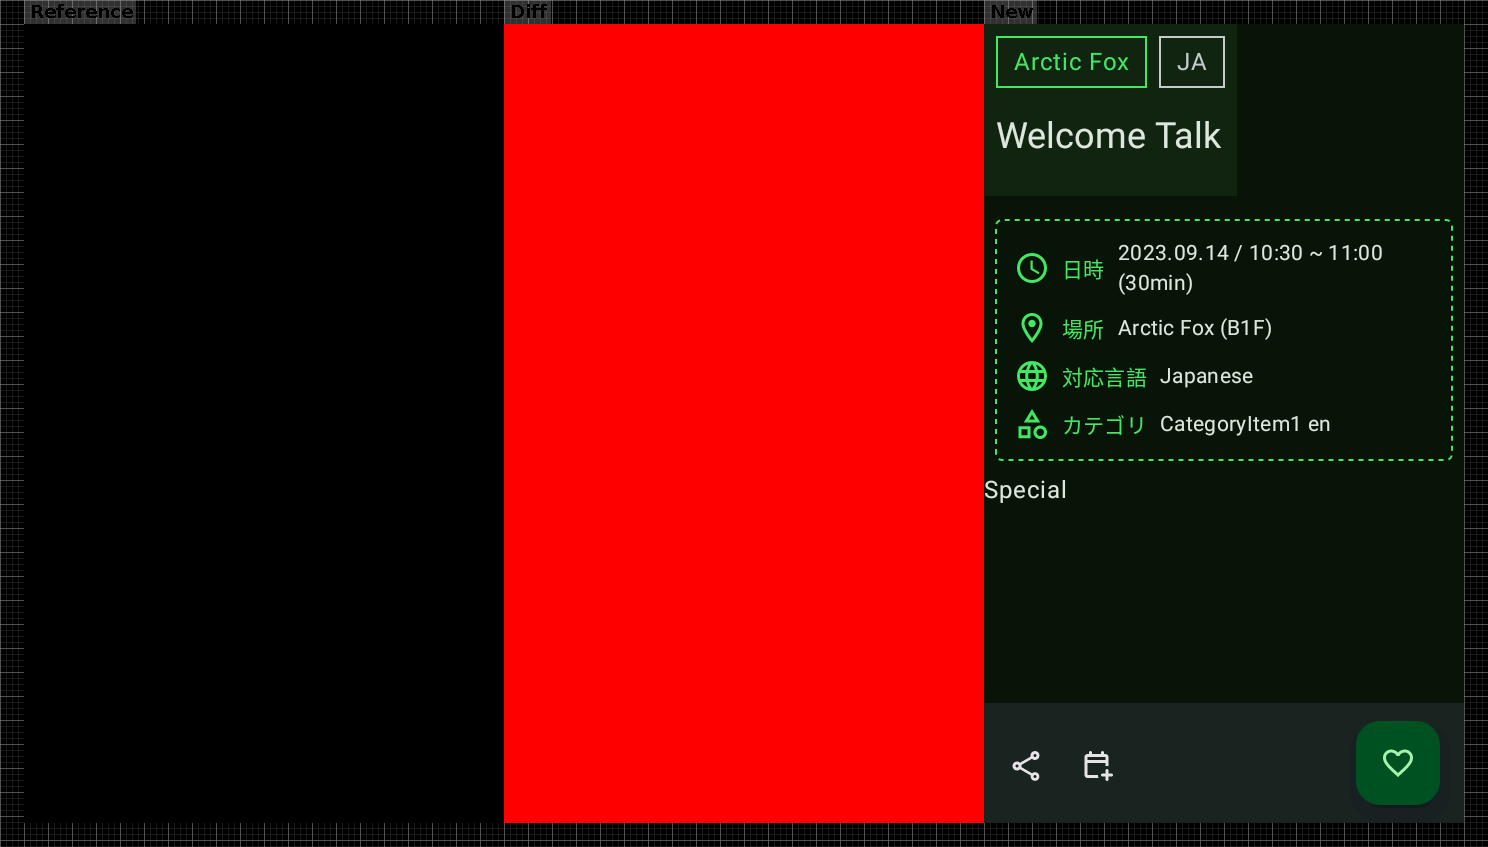 Reference
Diff
New
Arctic Fox
JA
Welcome Talk
日時 2023.09.14 / 10:30 ~ 11:00
(30min)
場所 Arctic Fox (B1F)
対応言語 Japanese
カテゴリ CategoryItem1 en
Special